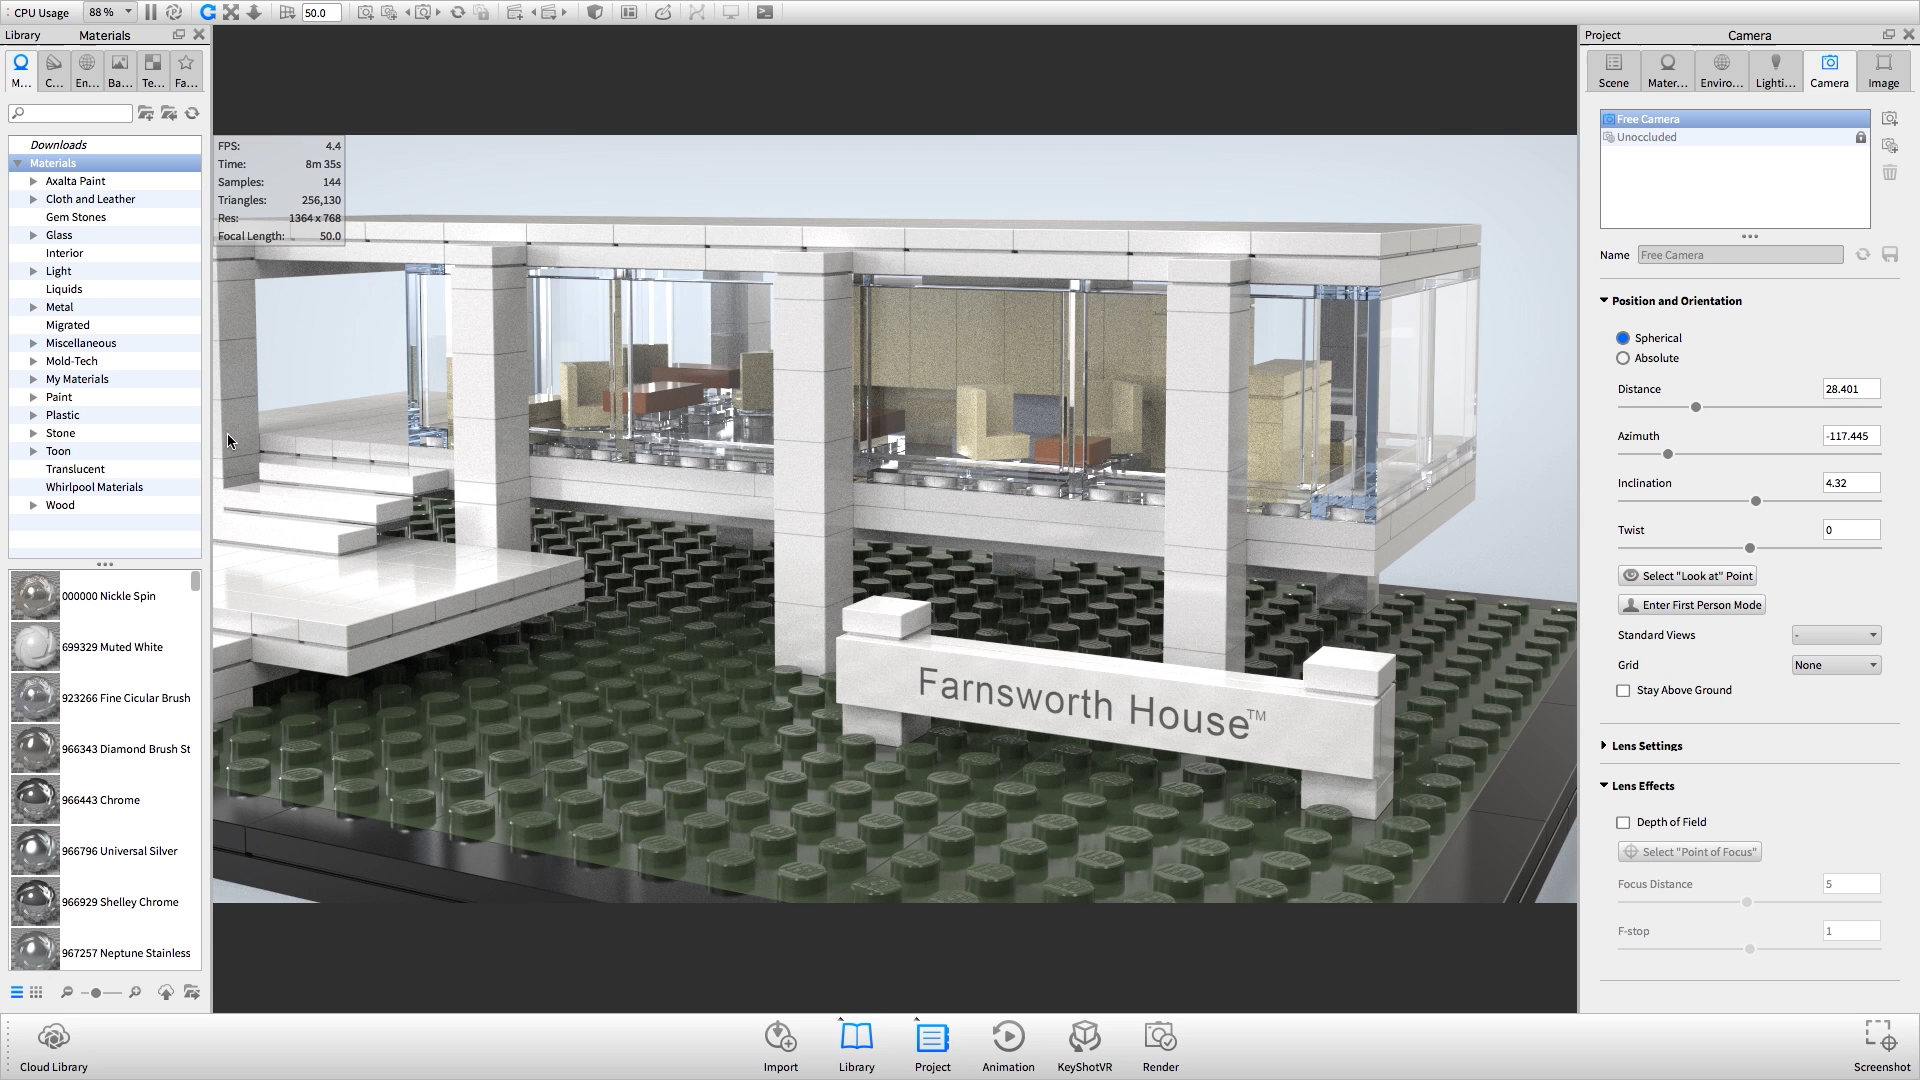 CPU Usage 88 % 50.0
Library Materials
M... C... En... Ba... Te... Fa...
Downloads
Materials
Axalta Paint
Cloth and Leather
Gem Stones
Glass
Interior
Light
Liquids
Metal
Migrated
Miscellaneous
Mold-Tech
My Materials
Paint
Plastic
Stone
Toon
Translucent
Whirlpool Materials
Wood
000000 Nickle Spin
699329 Muted White
923266 Fine Cicular Brush
966343 Diamond Brush St
966443 Chrome
966796 Universal Silver
966929 Shelley Chrome
967257 Neptune Stainless
FPS: 4.4
Time: 8m 35s
Samples: 144
Triangles: 256,130
Res: 1364 x 768
Focal Length: 50.0
Farnsworth House™
Project Camera
Scene Mater... Enviro... Lighti... Camera Image
Free Camera
Unoccluded
Name Free Camera
Position and Orientation
Spherical
Absolute
Distance 28.401
Azimuth -117.445
Inclination 4.32
Twist 0
Select "Look at" Point
Enter First Person Mode
Standard Views -
Grid None
Stay Above Ground
Lens Settings
Lens Effects
Depth of Field
Select "Point of Focus"
Focus Distance 5
F-stop 1
Cloud Library Import Library Project Animation KeyShotVR Render Screenshot